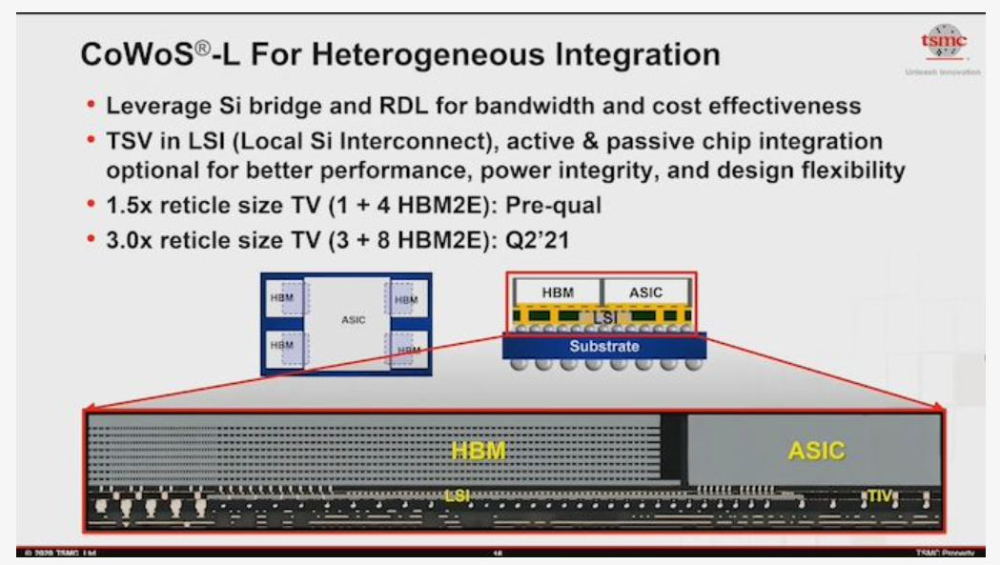 CoWoS®-L For Heterogeneous Integration
tsmc
Unleash Innovation
• Leverage Si bridge and RDL for bandwidth and cost effectiveness
• TSV in LSI (Local Si Interconnect), active & passive chip integration
optional for better performance, power integrity, and design flexibility
• 1.5x reticle size TV (1 + 4 HBM2E): Pre-qual
• 3.0x reticle size TV (3 + 8 HBM2E): Q2'21
HBM
HBM
ASIC
HBM
HBM
HBM
ASIC
LSI
Substrate
HBM
ASIC
LSI
TIV
© 2020 TSMC, Ltd
16
TSMC Property